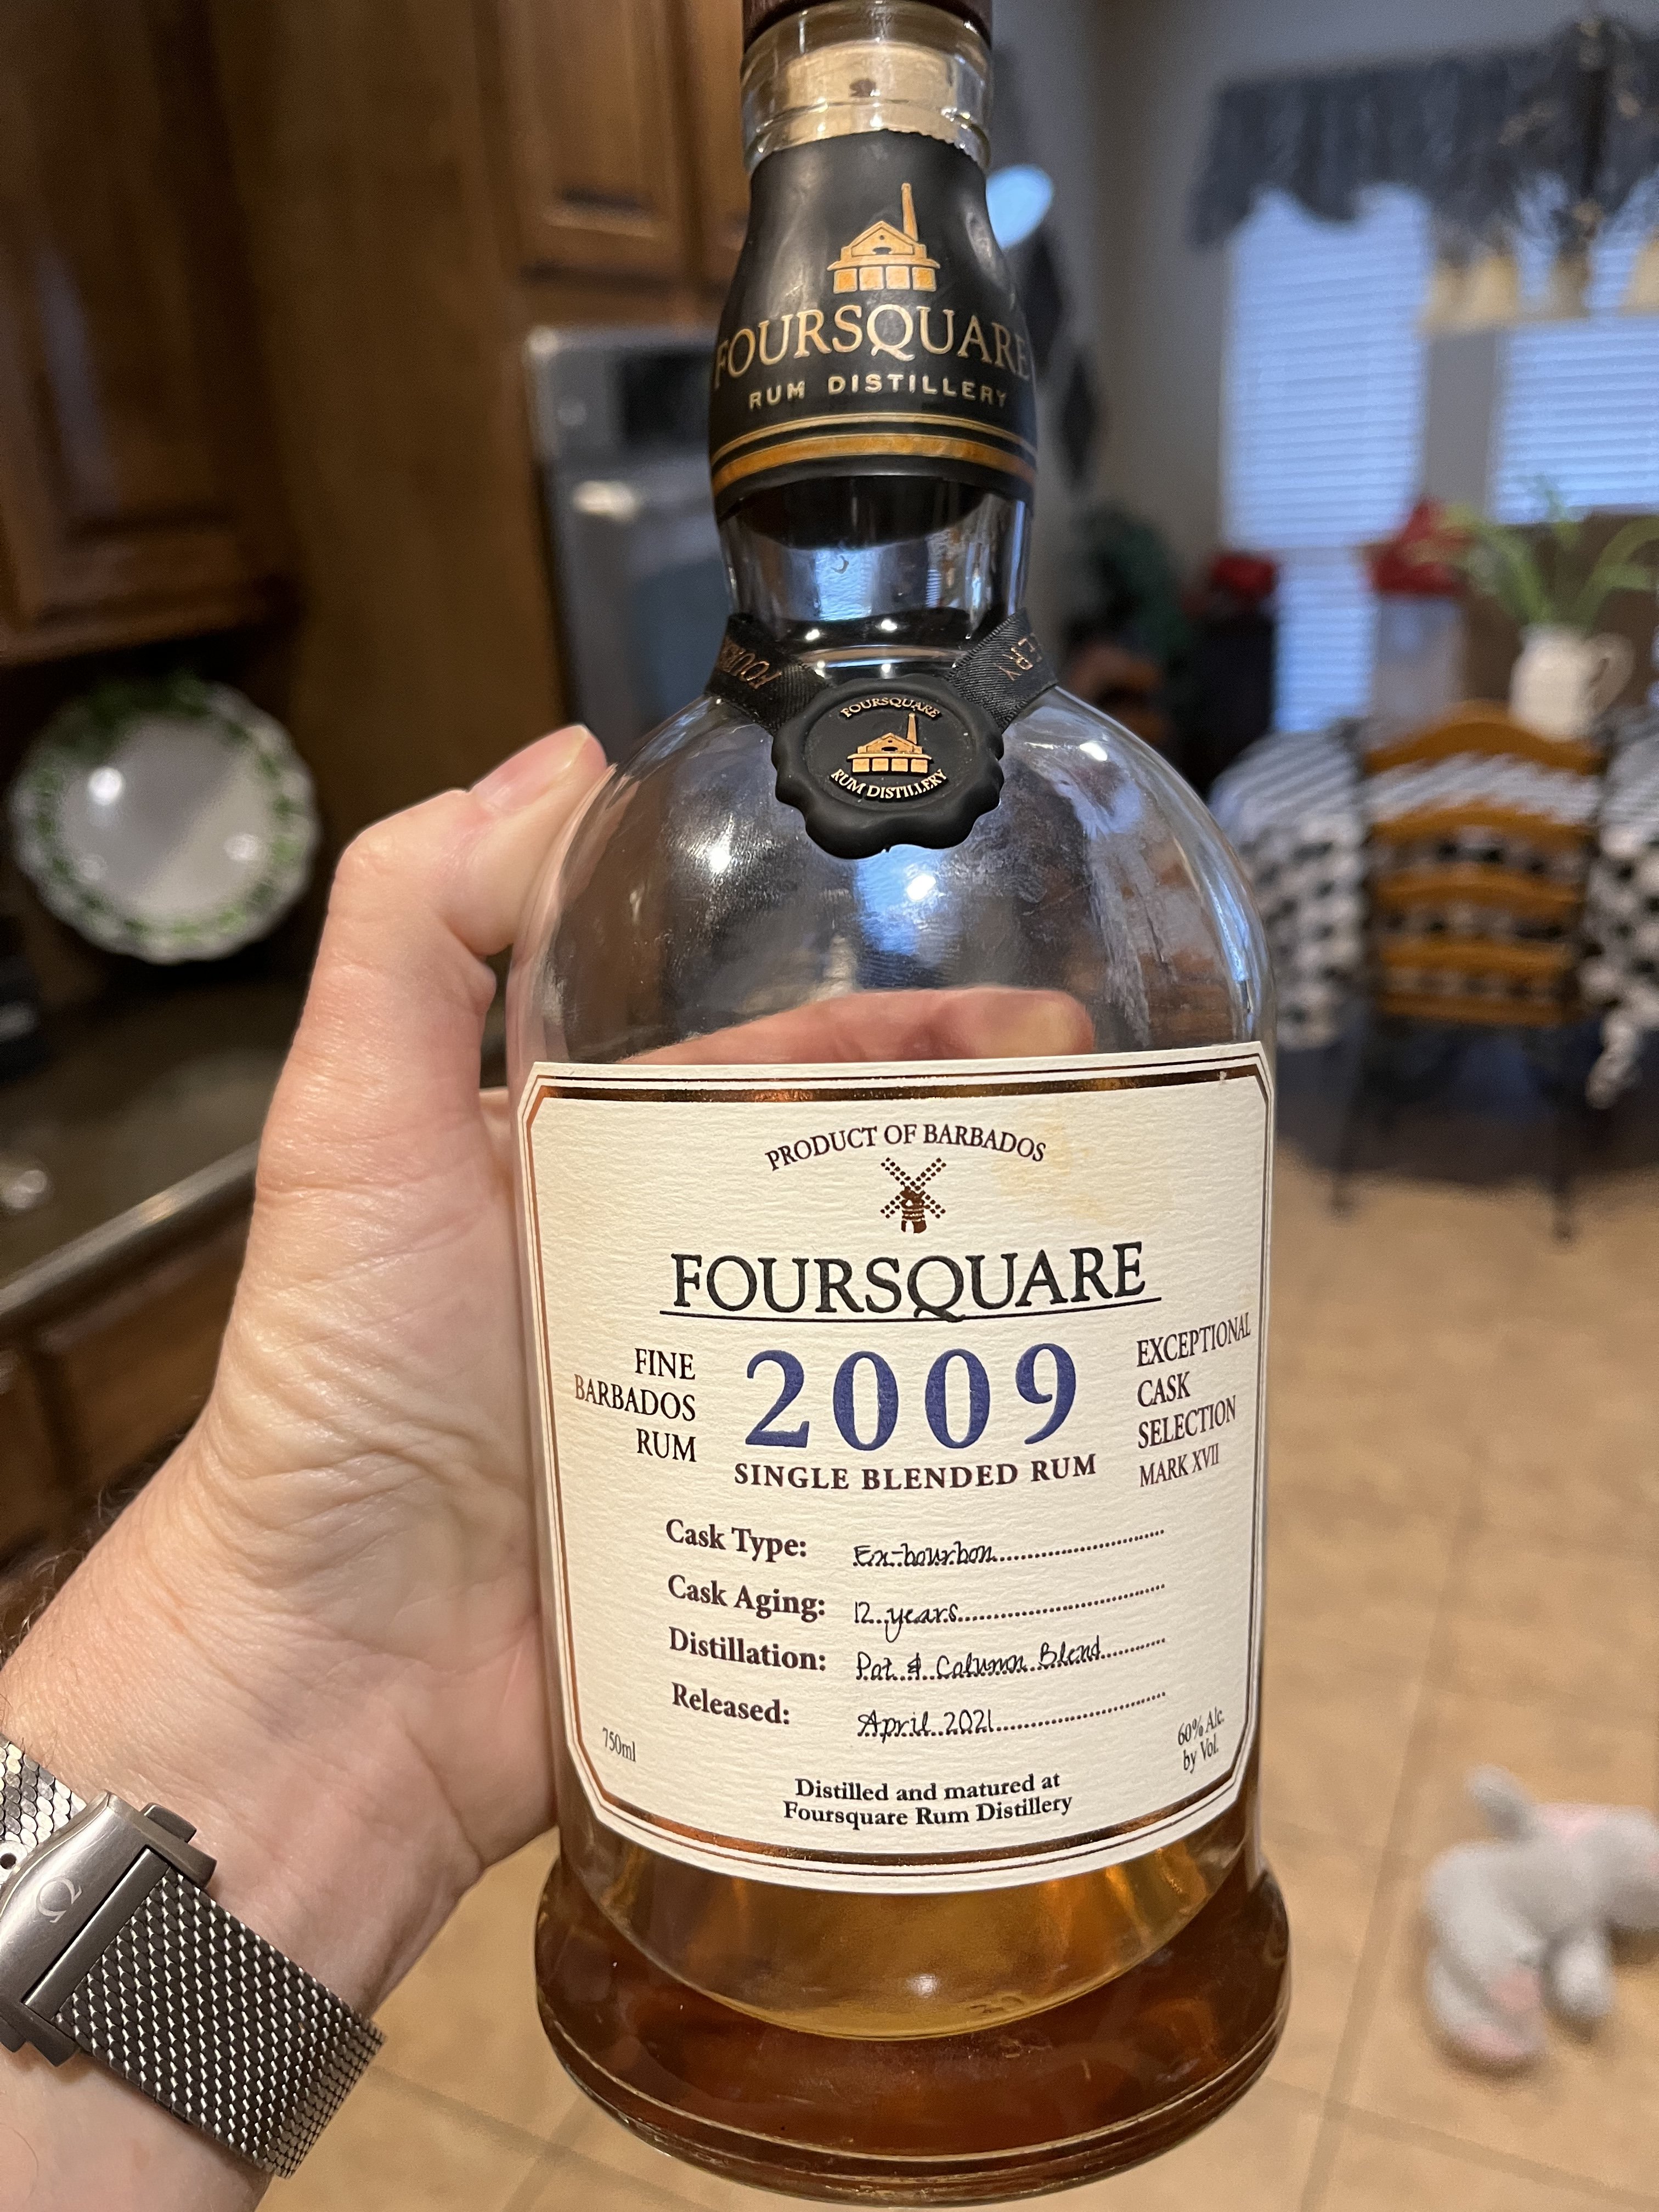 FOURSQUARE
RUM DISTILLERY
FOURSQUARE
RUM DISTILLERY
PRODUCT OF BARBADOS
FOURSQUARE
FINE
BARBADOS
RUM
2009
SINGLE BLENDED RUM
EXCEPTIONAL
CASK
SELECTION
MARK XVII
Cask Type: Ex-bourbon
Cask Aging: 12 years
Distillation: Pot & Column Blend
Released: April 2021
750ml
60% Alc.
by Vol.
Distilled and matured at
Foursquare Rum Distillery